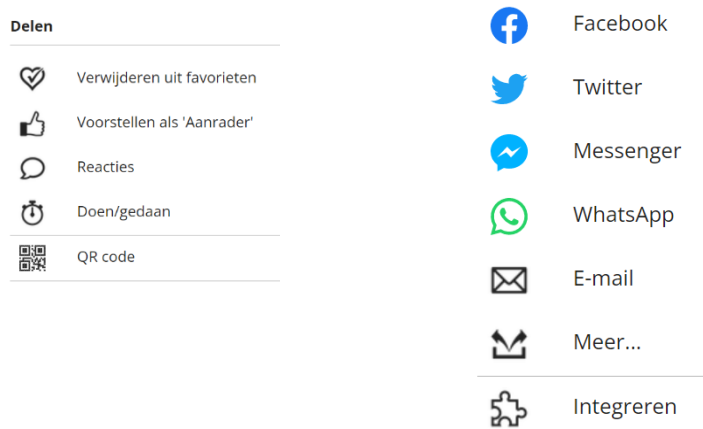 Delen
Verwijderen uit favorieten
Voorstellen als 'Aanrader'
Reacties
Doen/gedaan
QR code
Facebook
Twitter
Messenger
WhatsApp
E-mail
Meer...
Integreren